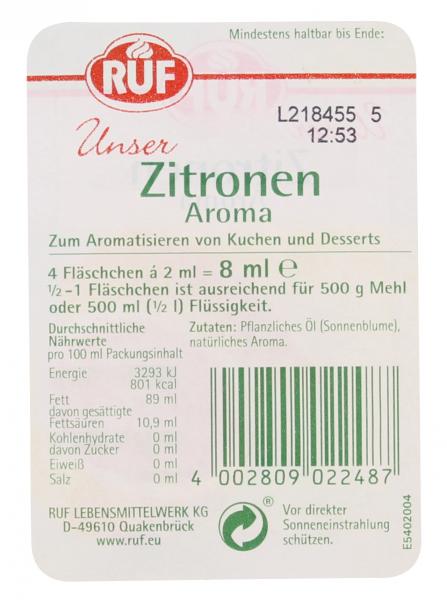 Mindestens haltbar bis Ende:
RUF
L218455 5
12:53
Unser
Zitronen
Aroma
Zum Aromatisieren von Kuchen und Desserts
4 Fläschchen á 2 ml = 8 ml ℮
½-1 Fläschchen ist ausreichend für 500 g Mehl
oder 500 ml (½ l) Flüssigkeit.
Durchschnittliche
Nährwerte
pro 100 ml Packungsinhalt
Energie 3293 kJ
801 kcal
Fett 89 ml
davon gesättigte
Fettsäuren 10,9 ml
Kohlenhydrate 0 ml
davon Zucker 0 ml
Eiweiß 0 ml
Salz 0 ml
Zutaten: Pflanzliches Öl (Sonnenblume),
natürliches Aroma.
4 002809 022487
RUF LEBENSMITTELWERK KG
D-49610 Quakenbrück
www.ruf.eu
®
Vor direkter
Sonneneinstrahlung
schützen.
E5402004